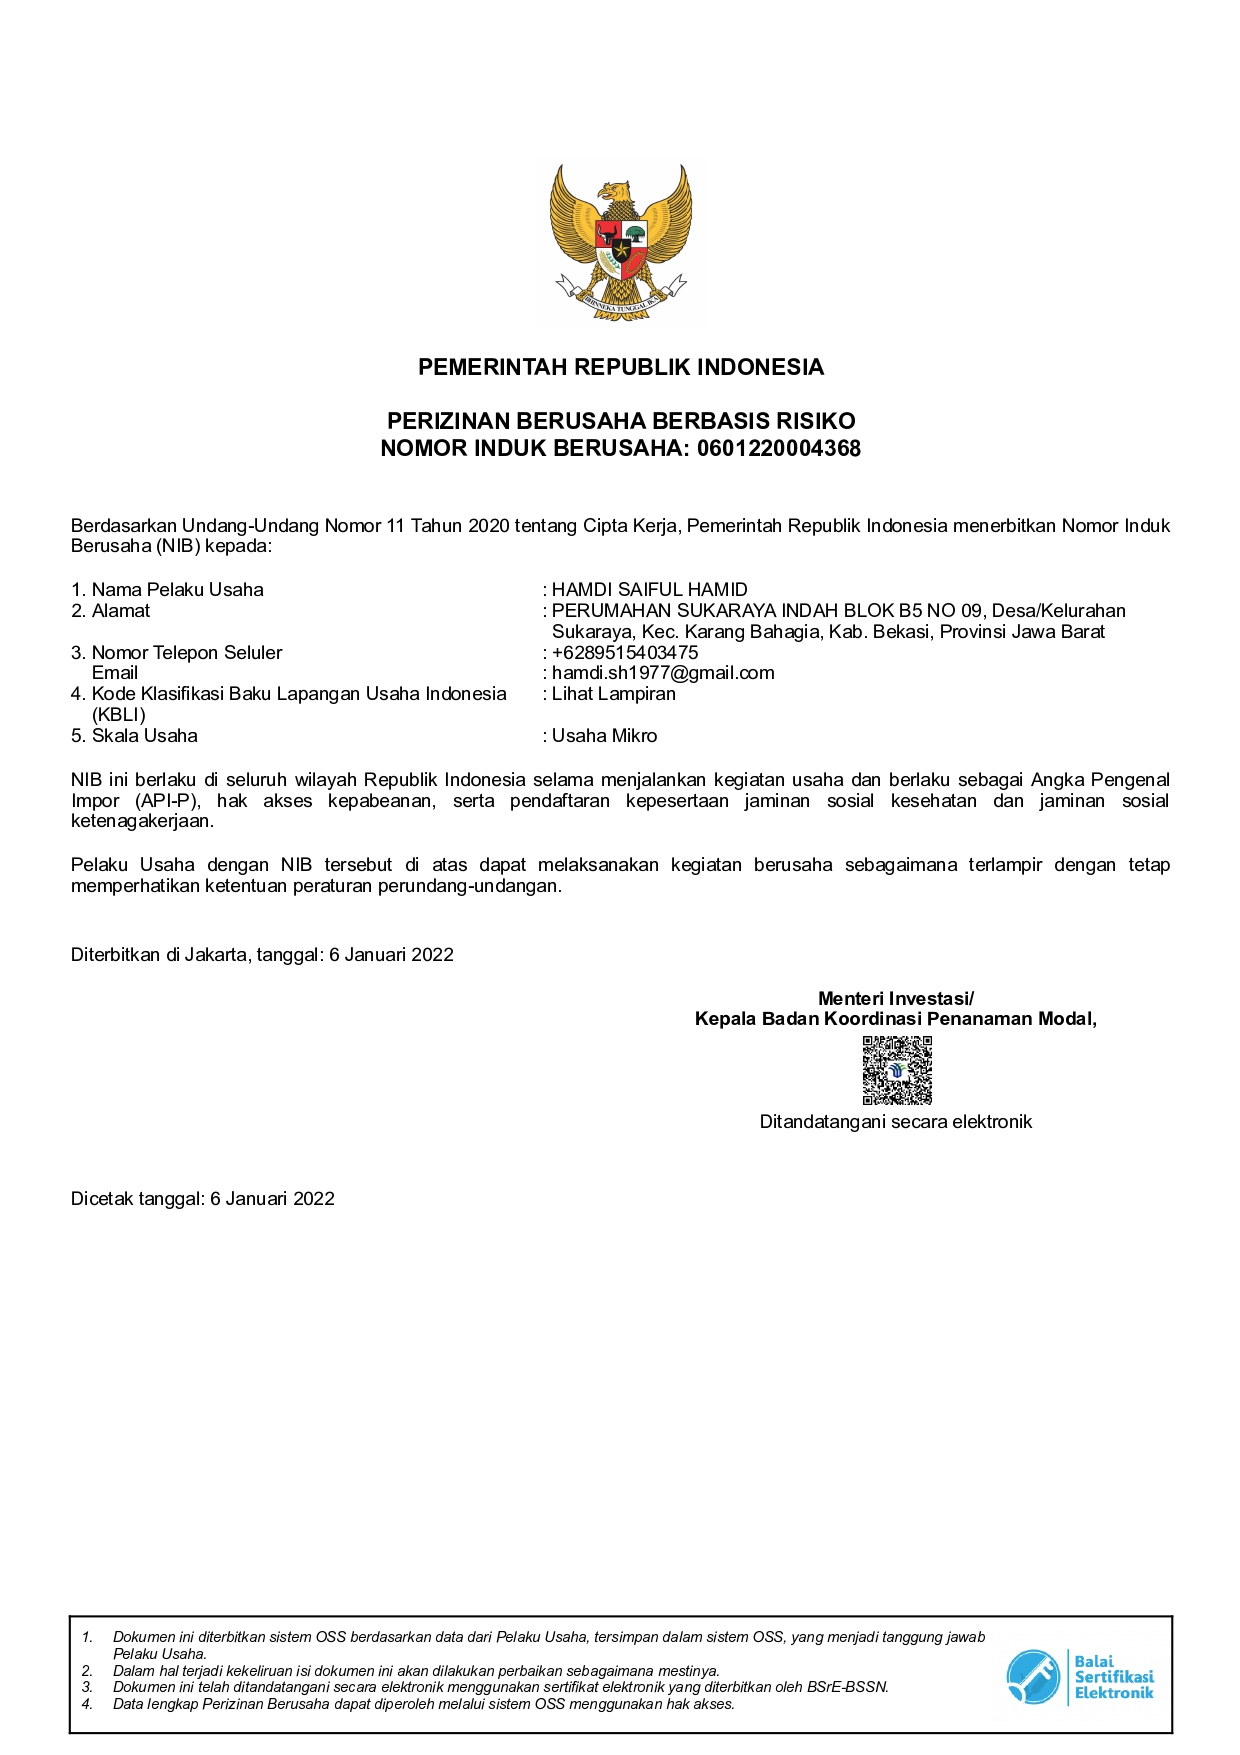 BHINNEKA TUNGGAL IKA
PEMERINTAH REPUBLIK INDONESIA
PERIZINAN BERUSAHA BERBASIS RISIKO
NOMOR INDUK BERUSAHA: 0601220004368
Berdasarkan Undang-Undang Nomor 11 Tahun 2020 tentang Cipta Kerja, Pemerintah Republik Indonesia menerbitkan Nomor Induk
Berusaha (NIB) kepada:
1. Nama Pelaku Usaha : HAMDI SAIFUL HAMID
2. Alamat : PERUMAHAN SUKARAYA INDAH BLOK B5 NO 09, Desa/Kelurahan
Sukaraya, Kec. Karang Bahagia, Kab. Bekasi, Provinsi Jawa Barat
3. Nomor Telepon Seluler : +6289515403475
Email : hamdi.sh1977@gmail.com
4. Kode Klasifikasi Baku Lapangan Usaha Indonesia : Lihat Lampiran
(KBLI)
5. Skala Usaha : Usaha Mikro
NIB ini berlaku di seluruh wilayah Republik Indonesia selama menjalankan kegiatan usaha dan berlaku sebagai Angka Pengenal
Impor (API-P), hak akses kepabeanan, serta pendaftaran kepesertaan jaminan sosial kesehatan dan jaminan sosial
ketenagakerjaan.
Pelaku Usaha dengan NIB tersebut di atas dapat melaksanakan kegiatan berusaha sebagaimana terlampir dengan tetap
memperhatikan ketentuan peraturan perundang-undangan.
Diterbitkan di Jakarta, tanggal: 6 Januari 2022
Menteri Investasi/
Kepala Badan Koordinasi Penanaman Modal,
Ditandatangani secara elektronik
Dicetak tanggal: 6 Januari 2022
1. Dokumen ini diterbitkan sistem OSS berdasarkan data dari Pelaku Usaha, tersimpan dalam sistem OSS, yang menjadi tanggung jawab
Pelaku Usaha.
2. Dalam hal terjadi kekeliruan isi dokumen ini akan dilakukan perbaikan sebagaimana mestinya.
3. Dokumen ini telah ditandatangani secara elektronik menggunakan sertifikat elektronik yang diterbitkan oleh BSrE-BSSN.
4. Data lengkap Perizinan Berusaha dapat diperoleh melalui sistem OSS menggunakan hak akses.
Balai
Sertifikasi
Elektronik